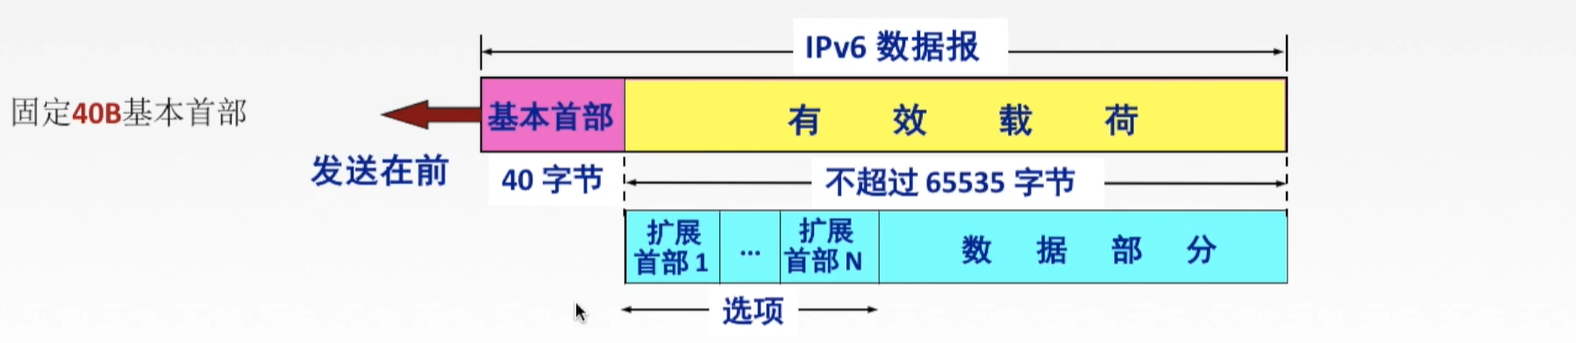 IPv6 数据报
固定40B基本首部
基本首部
有 效 载 荷
发送在前
40 字节
不超过 65535 字节
扩展
首部 1
...
扩展
首部 N
数 据 部 分
选项